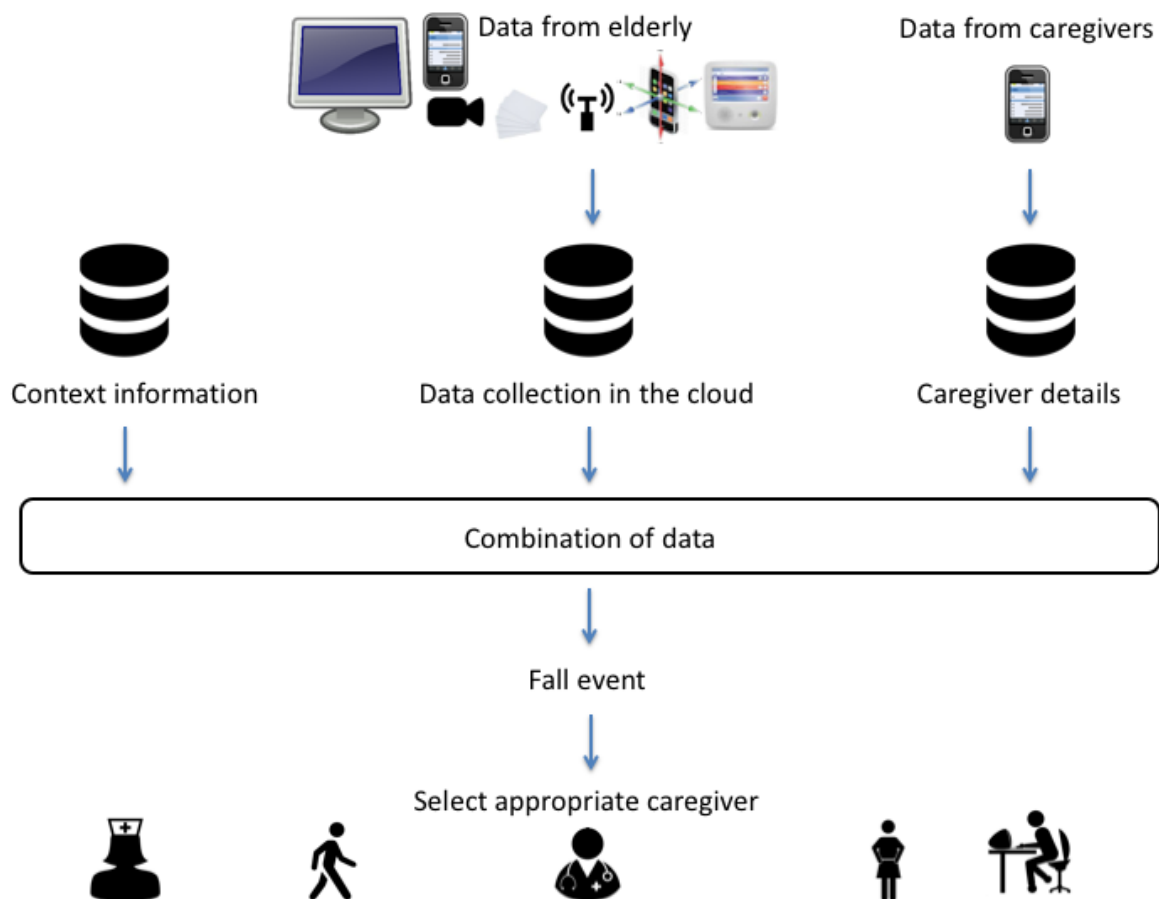 Data from elderly
Data from caregivers
Context information
Data collection in the cloud
Caregiver details
Combination of data
Fall event
Select appropriate caregiver